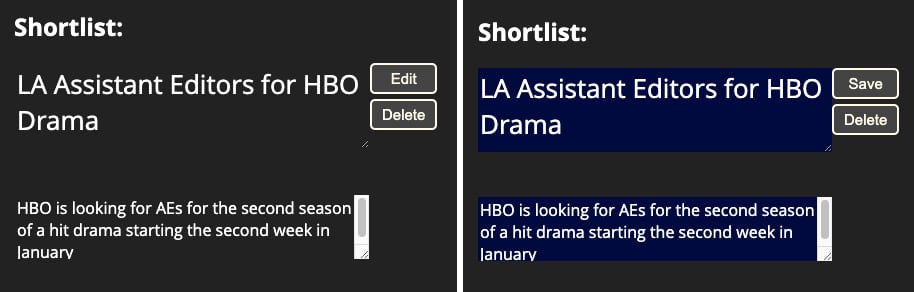 Shortlist:
LA Assistant Editors for HBO
Drama
Edit
Delete
HBO is looking for AEs for the second season
of a hit drama starting the second week in
January
Shortlist:
LA Assistant Editors for HBO
Drama
Save
Delete
HBO is looking for AEs for the second season
of a hit drama starting the second week in
January